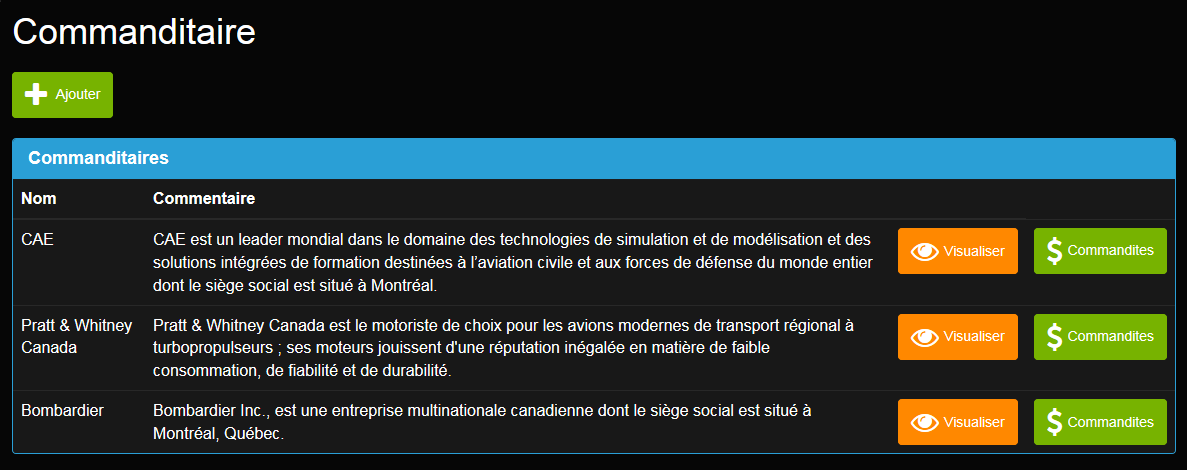 Commanditaire
Ajouter
Commanditaires
Nom Commentaire
CAE
CAE est un leader mondial dans le domaine des technologies de simulation et de modélisation et des
solutions intégrées de formation destinées à l’aviation civile et aux forces de défense du monde entier
dont le siège social est situé à Montréal.
Visualiser
$ Commandites
Pratt & Whitney
Canada
Pratt & Whitney Canada est le motoriste de choix pour les avions modernes de transport régional à
turbopropulseurs ; ses moteurs jouissent d'une réputation inégalée en matière de faible
consommation, de fiabilité et de durabilité.
Visualiser
$ Commandites
Bombardier
Bombardier Inc., est une entreprise multinationale canadienne dont le siège social est situé à
Montréal, Québec.
Visualiser
$ Commandites